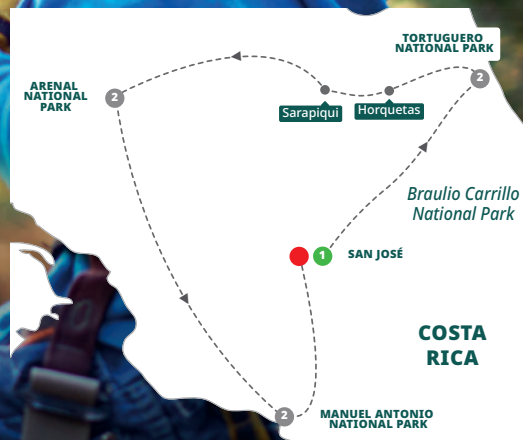 TORTUGUERO
NATIONAL PARK
2
ARENAL
NATIONAL
PARK
2
Sarapiqui
Horquetas
Braulio Carrillo
National Park
1
SAN JOSÉ
COSTA
RICA
2
MANUEL ANTONIO
NATIONAL PARK